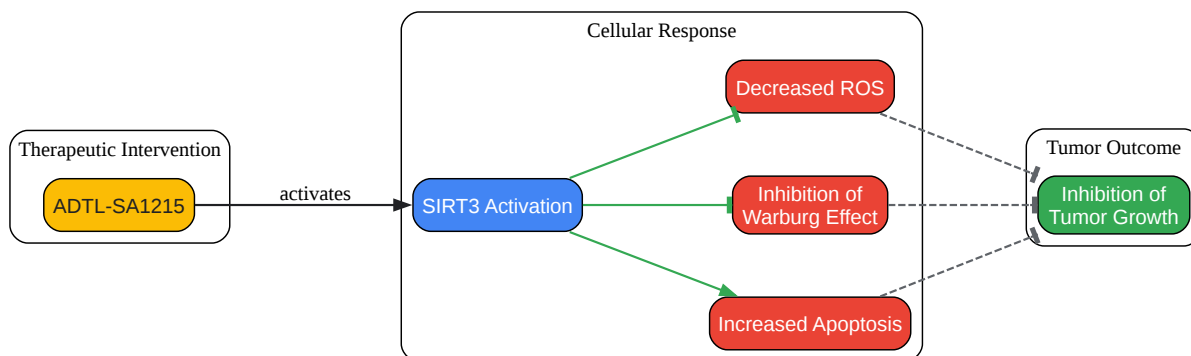 Cellular Response
Decreased ROS
Therapeutic Intervention
Tumor Outcome
ADTL-SA1215
activates
SIRT3 Activation
Inhibition of
Warburg Effect
Inhibition of
Tumor Growth
Increased Apoptosis